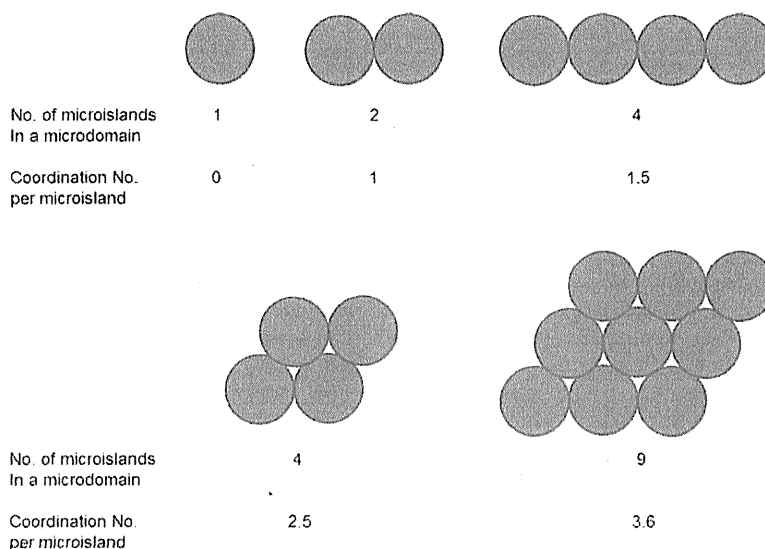 No. of microislands 1 2 4
In a microdomain
Coordination No. 0 1 1.5
per microisland
No. of microislands 4 9
In a microdomain
Coordination No. 2.5 3.6
per microisland